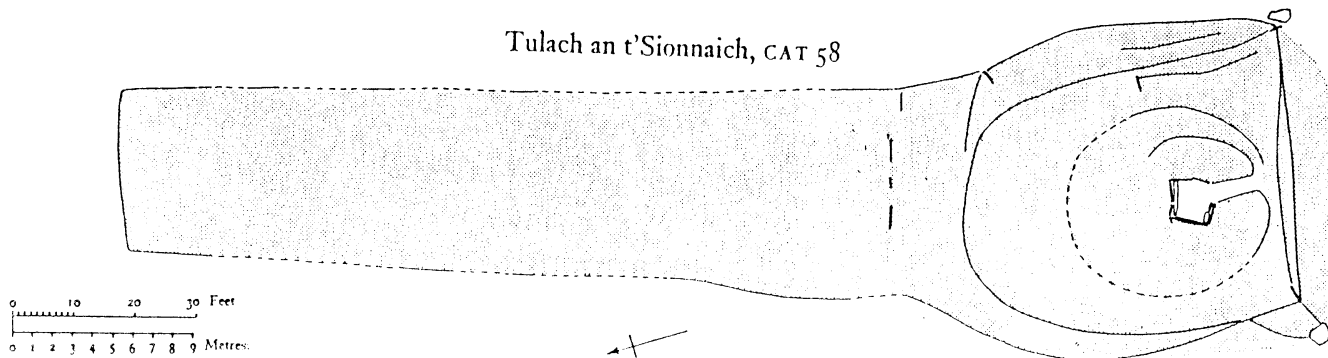 Tulach an t'Sionnaich, CAT 58
0 10 20 30 Feet
0 1 2 3 4 5 6 7 8 9 Metres.